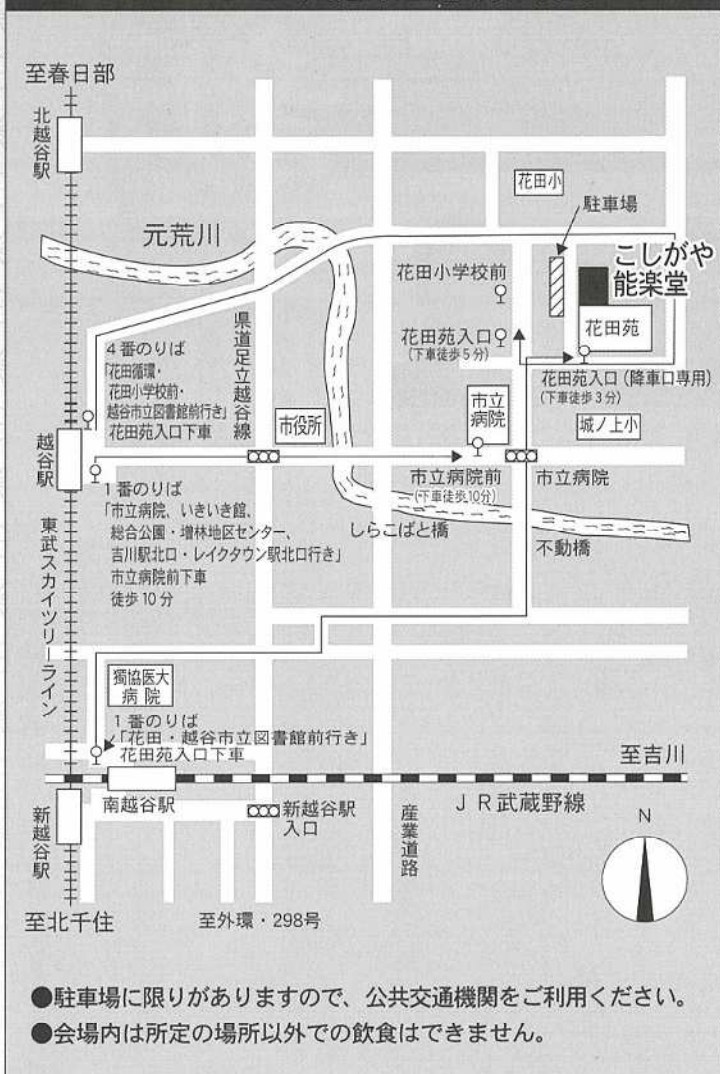 至春日部
北越谷駅
元荒川
花田小
駐車場
こしがや
能楽堂
花田小学校前
花田苑
花田苑入口
(下車徒歩5分)
花田苑入口(降車口専用)
(下車徒歩3分)
県道足立越谷線
4番のりば
「花田循環・
花田小学校前・
越谷市立図書館前行き」
花田苑入口下車
市役所
市立
病院
城ノ上小
越谷駅
市立病院前
(下車徒歩10分)
市立病院
1番のりば
「市立病院、いきいき館、
総合公園・増林地区センター、
吉川駅北口・レイクタウン駅北口行き」
市立病院前下車
徒歩10分
しらこばと橋
不動橋
東武スカイツリーライン
獨協医大
病院
1番のりば
「花田・越谷市立図書館前行き」
花田苑入口下車
至吉川
南越谷駅
JR武蔵野線
新越谷駅
新越谷駅
入口
産業道路
N
至北千住
至外環・298号
●駐車場に限りがありますので、公共交通機関をご利用ください。
●会場内は所定の場所以外での飲食はできません。